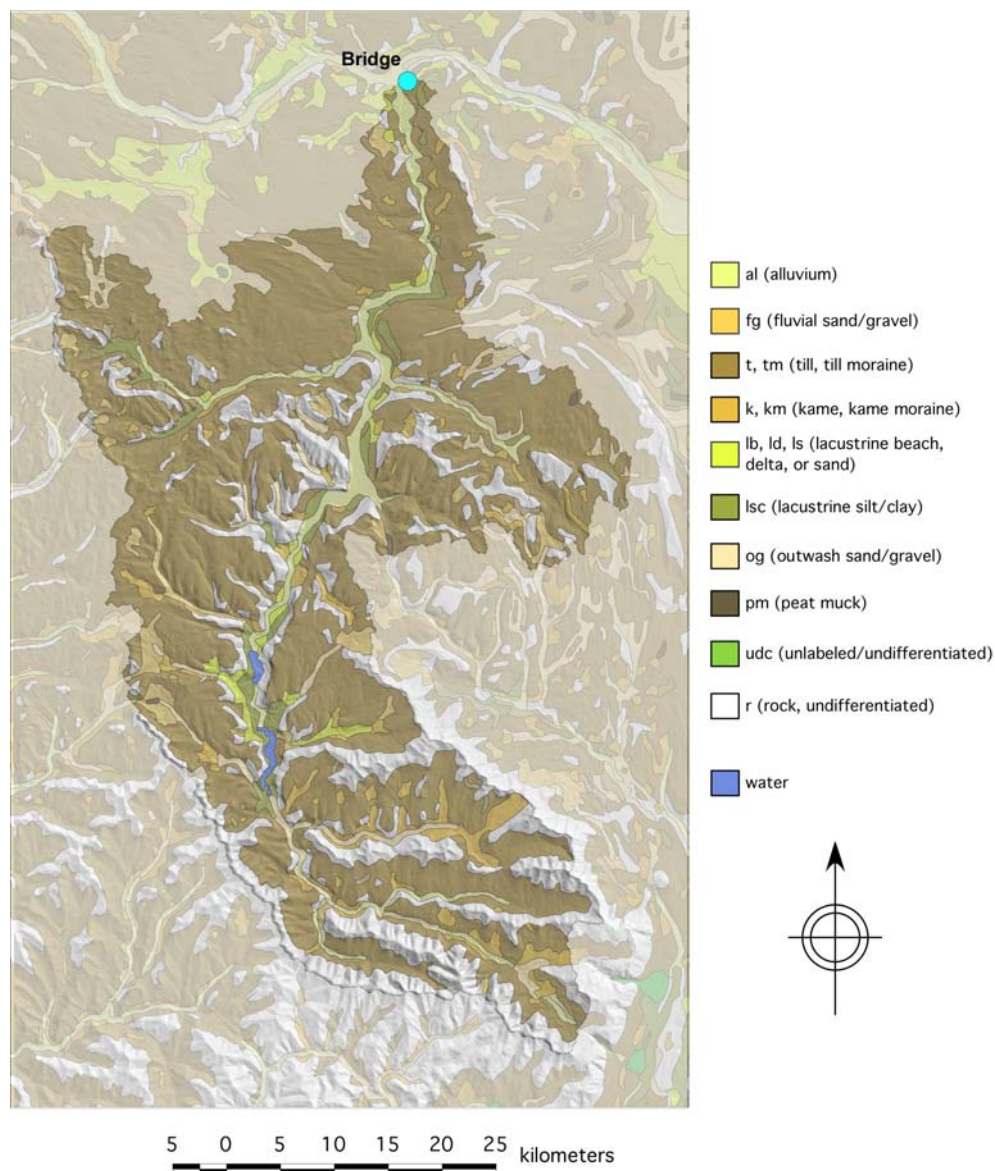 Bridge
al (alluvium)
fg (fluvial sand/gravel)
t, tm (till, till moraine)
k, km (kame, kame moraine)
lb, ld, ls (lacustrine beach,
delta, or sand)
lsc (lacustrine silt/clay)
og (outwash sand/gravel)
pm (peat muck)
udc (unlabeled/undifferentiated)
r (rock, undifferentiated)
water
5 0 5 10 15 20 25 kilometers